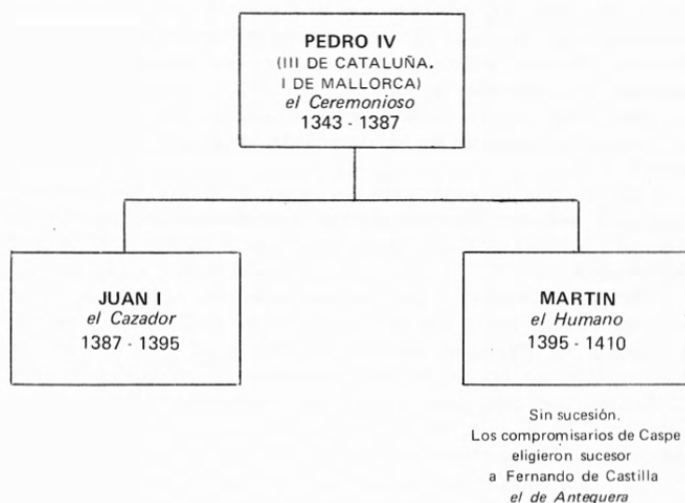 PEDRO IV
(III DE CATALUÑA.
I DE MALLORCA)
el Ceremonioso
1343 - 1387
JUAN I
el Cazador
1387 - 1395
MARTIN
el Humano
1395 - 1410
Sin sucesión.
Los compromisarios de Caspe
eligieron sucesor
a Fernando de Castilla
el de Antequera